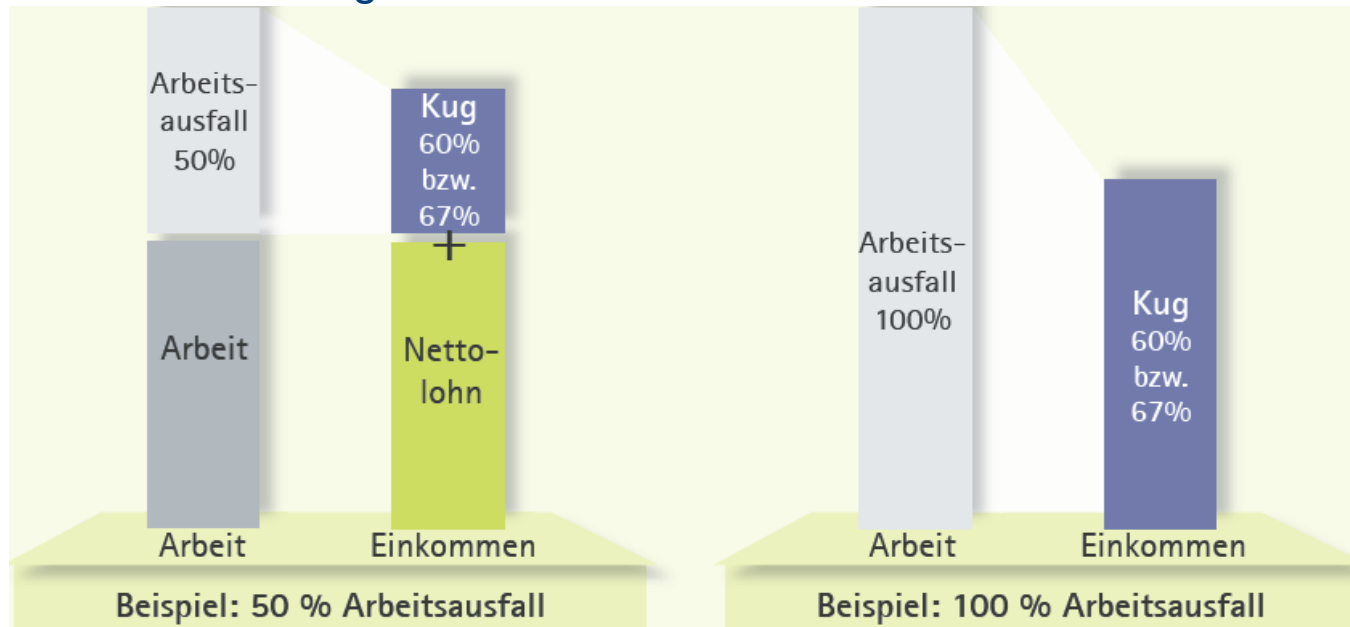 Arbeits-
ausfall
50%
Arbeit
Kug
60%
bzw.
67%
+
Netto-
lohn
Arbeit
Einkommen
Beispiel: 50 % Arbeitsausfall
Arbeits-
ausfall
100%
Kug
60%
bzw.
67%
Arbeit
Einkommen
Beispiel: 100 % Arbeitsausfall